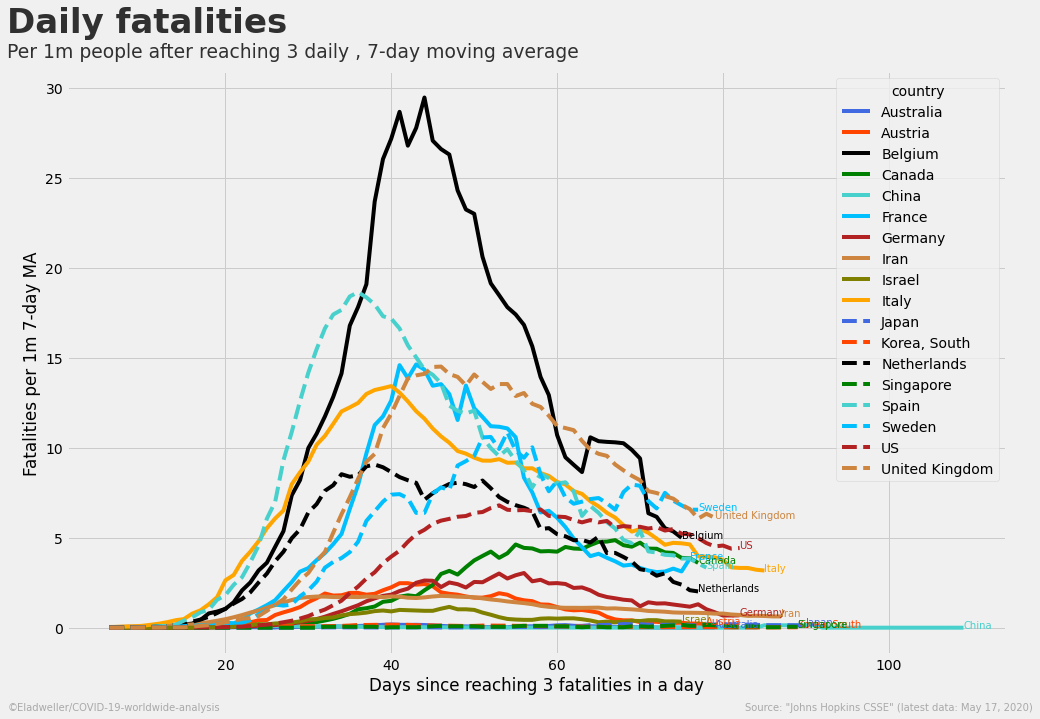 Daily fatalities
Per 1m people after reaching 3 daily , 7-day moving average
Fatalities per 1m 7-day MA
30
25
20
15
10
5
0
country
Australia
Austria
Belgium
Canada
China
France
Germany
Iran
Israel
Italy
Japan
Korea, South
Netherlands
Singapore
Spain
Sweden
US
United Kingdom
Sweden
United Kingdom
Belgium
US
France
Canada
Spain
Italy
Netherlands
Germany
Iran
Israel
Austria
Japan
Singapore
South
China
20
40
60
80
100
Days since reaching 3 fatalities in a day
©Eladweller/COVID-19-worldwide-analysis
Source: "Johns Hopkins CSSE" (latest data: May 17, 2020)